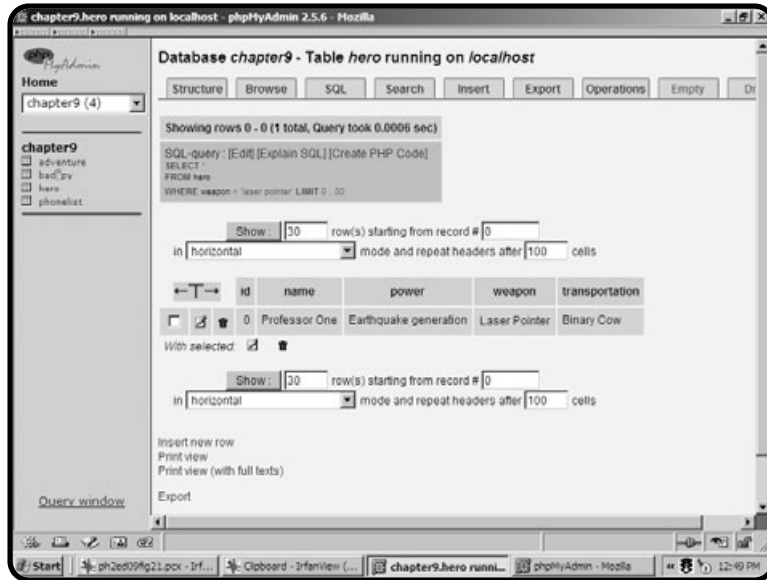 chapter9.hero running on localhost - phpMyAdmin 2.5.6 - Mozilla
php
MyAdmin
Home
chapter9 (4)
chapter9
adventure
hero
phonelist
Query window
Database chapter9 - Table hero running on localhost
Structure Browse SQL Search Insert Export Operations Empty Dr
Showing rows 0 - 0 (1 total, Query took 0.0006 sec)
SQL-query : [Edit] [Explain SQL] [Create PHP Code]
SELECT *
FROM hero
WHERE weapon = 'laser pointer' LIMIT 0 , 30
Show : 30 row(s) starting from record # 0
in horizontal mode and repeat headers after 100 cells
←T→ id name power weapon transportation
0 Professor One Earthquake generation Laser Pointer Binary Cow
With selected:
Show : 30 row(s) starting from record # 0
in horizontal mode and repeat headers after 100 cells
Insert new row
Print view
Print view (with full texts)
Export
Start ph2ed09fig21.pcx - Irf... Clipboard - IrfanView (... chapter9.hero runni... phpMyAdmin - Mozilla « 12:49 PM